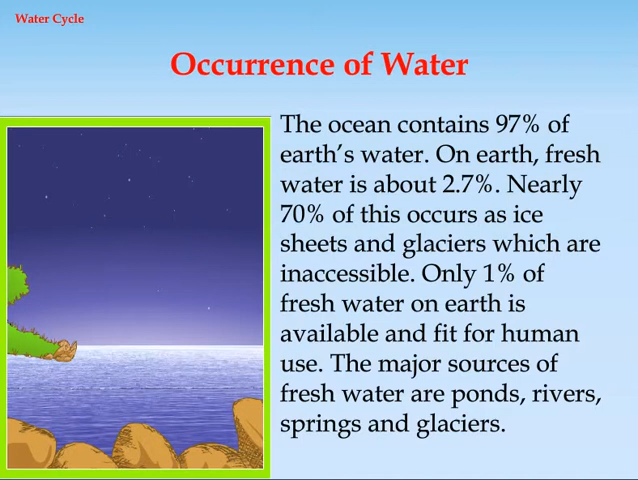 Water Cycle
Occurrence of Water
The ocean contains 97% of
earth's water. On earth, fresh
water is about 2.7%. Nearly
70% of this occurs as ice
sheets and glaciers which are
inaccessible. Only 1% of
fresh water on earth is
available and fit for human
use. The major sources of
fresh water are ponds, rivers,
springs and glaciers.